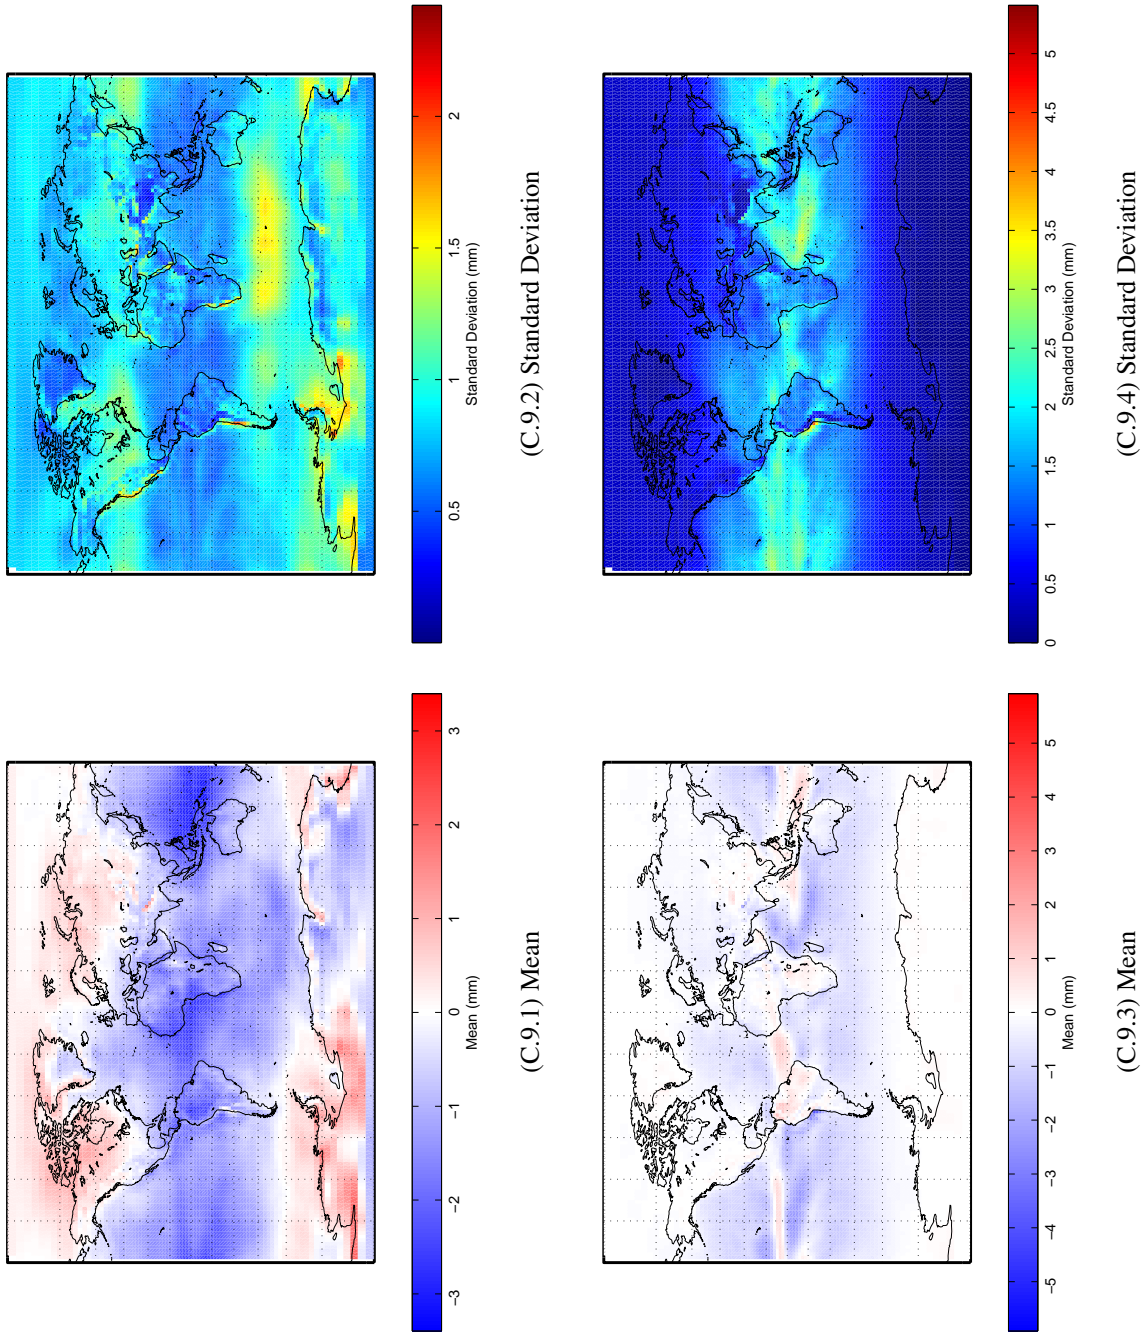 −3 −2 −1 0 1 2 3
Mean (mm)
(C.9.1) Mean
0.5 1 1.5 2
Standard Deviation (mm)
(C.9.2) Standard Deviation
−5 −4 −3 −2 −1 0 1 2 3 4 5
Mean (mm)
(C.9.3) Mean
0 0.5 1 1.5 2 2.5 3 3.5 4 4.5 5
Standard Deviation (mm)
(C.9.4) Standard Deviation